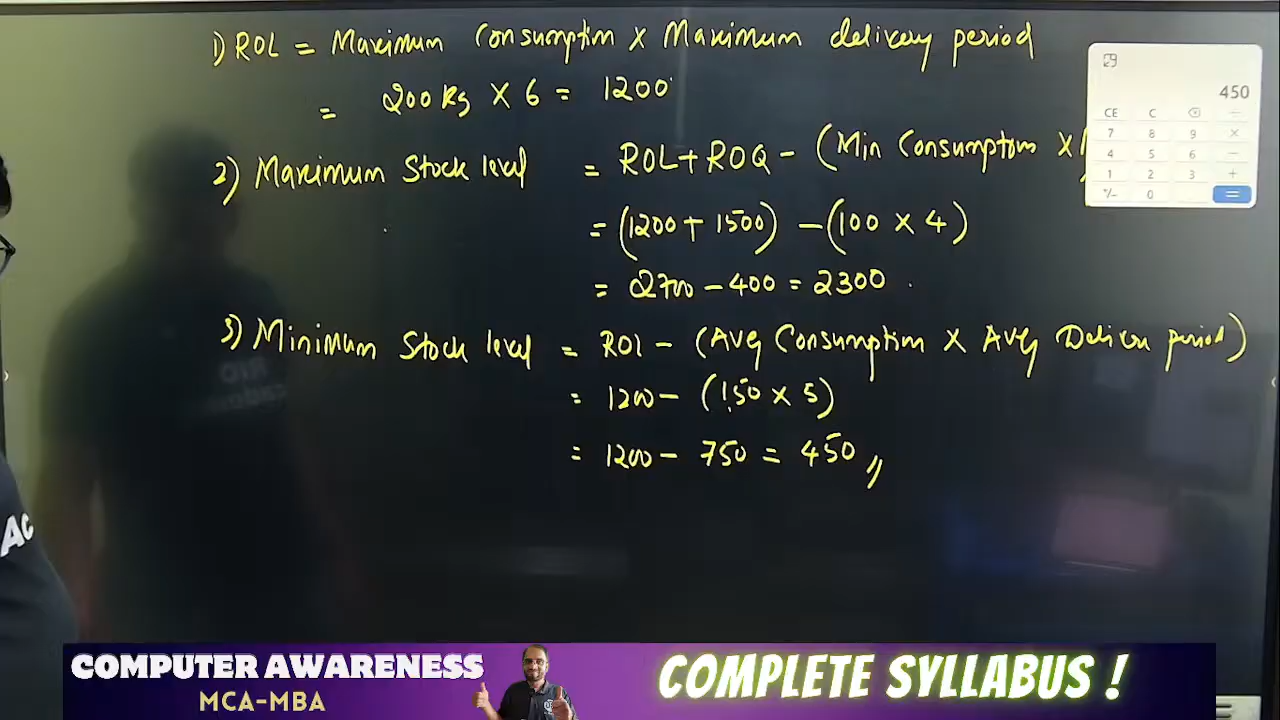 1) ROL = Maximum Consumption × Maximum delivery period
= 200 Kg × 6 = 1200
2) Maximum Stock level = ROL + ROQ - (Min Consumption ×
= (1200 + 1500) - (100 × 4)
= 2700 - 400 = 2300
3) Minimum Stock level = ROL - (Avg Consumption × Avg Delivery period)
= 1200 - (150 × 5)
= 1200 - 750 = 450 //
450
CE C ⌫ ÷
7 8 9 ×
4 5 6 -
1 2 3 +
+/- 0 =
AC
COMPUTER AWARENESS
MCA-MBA
COMPLETE SYLLABUS !